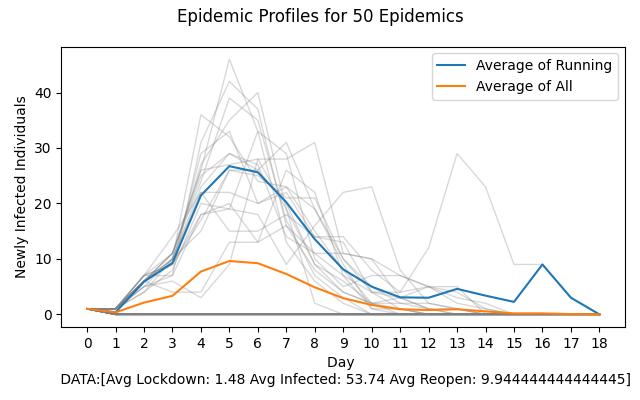 Epidemic Profiles for 50 Epidemics
Average of Running
Average of All
Newly Infected Individuals
40
30
20
10
0
0 1 2 3 4 5 6 7 8 9 10 11 12 13 14 15 16 17 18
Day
DATA:[Avg Lockdown: 1.48 Avg Infected: 53.74 Avg Reopen: 9.944444444444445]